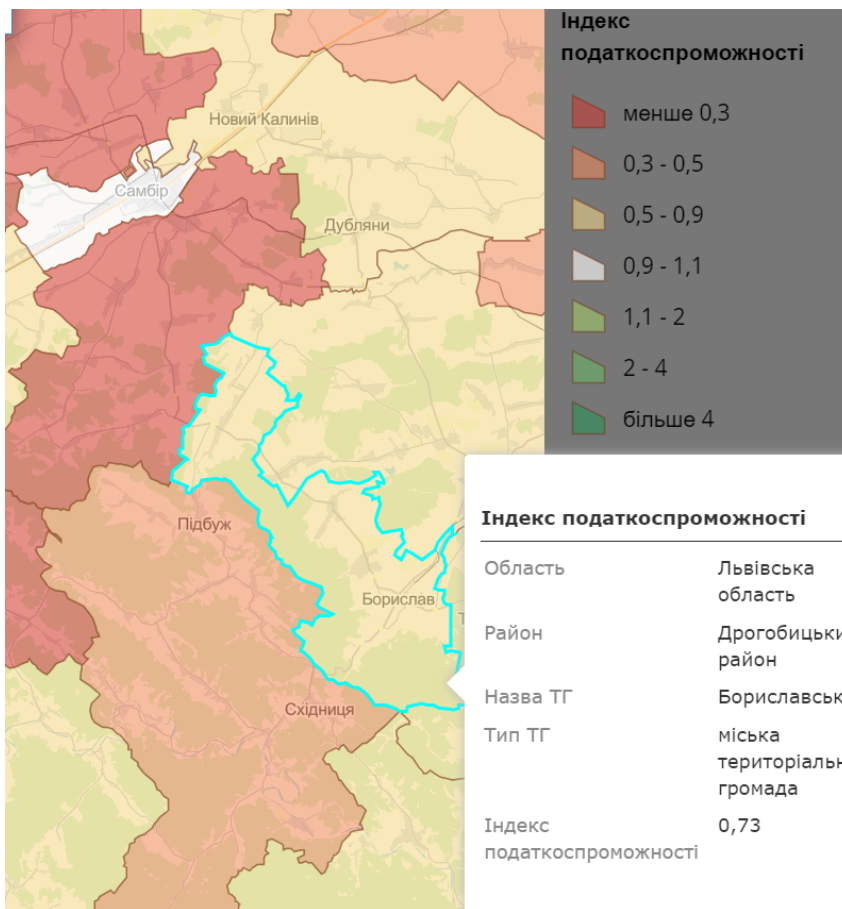 Індекс
податкоспроможності
менше 0,3
0,3 - 0,5
0,5 - 0,9
0,9 - 1,1
1,1 - 2
2 - 4
більше 4
Новий Калинів
Самбір
Дубляни
Підбуж
Борислав
Східниця
Індекс податкоспроможності
Область Львівська
область
Район Дрогобицьки
район
Назва ТГ Бориславськ
Тип ТГ міська
територіальн
громада
Індекс 0,73
податкоспроможності